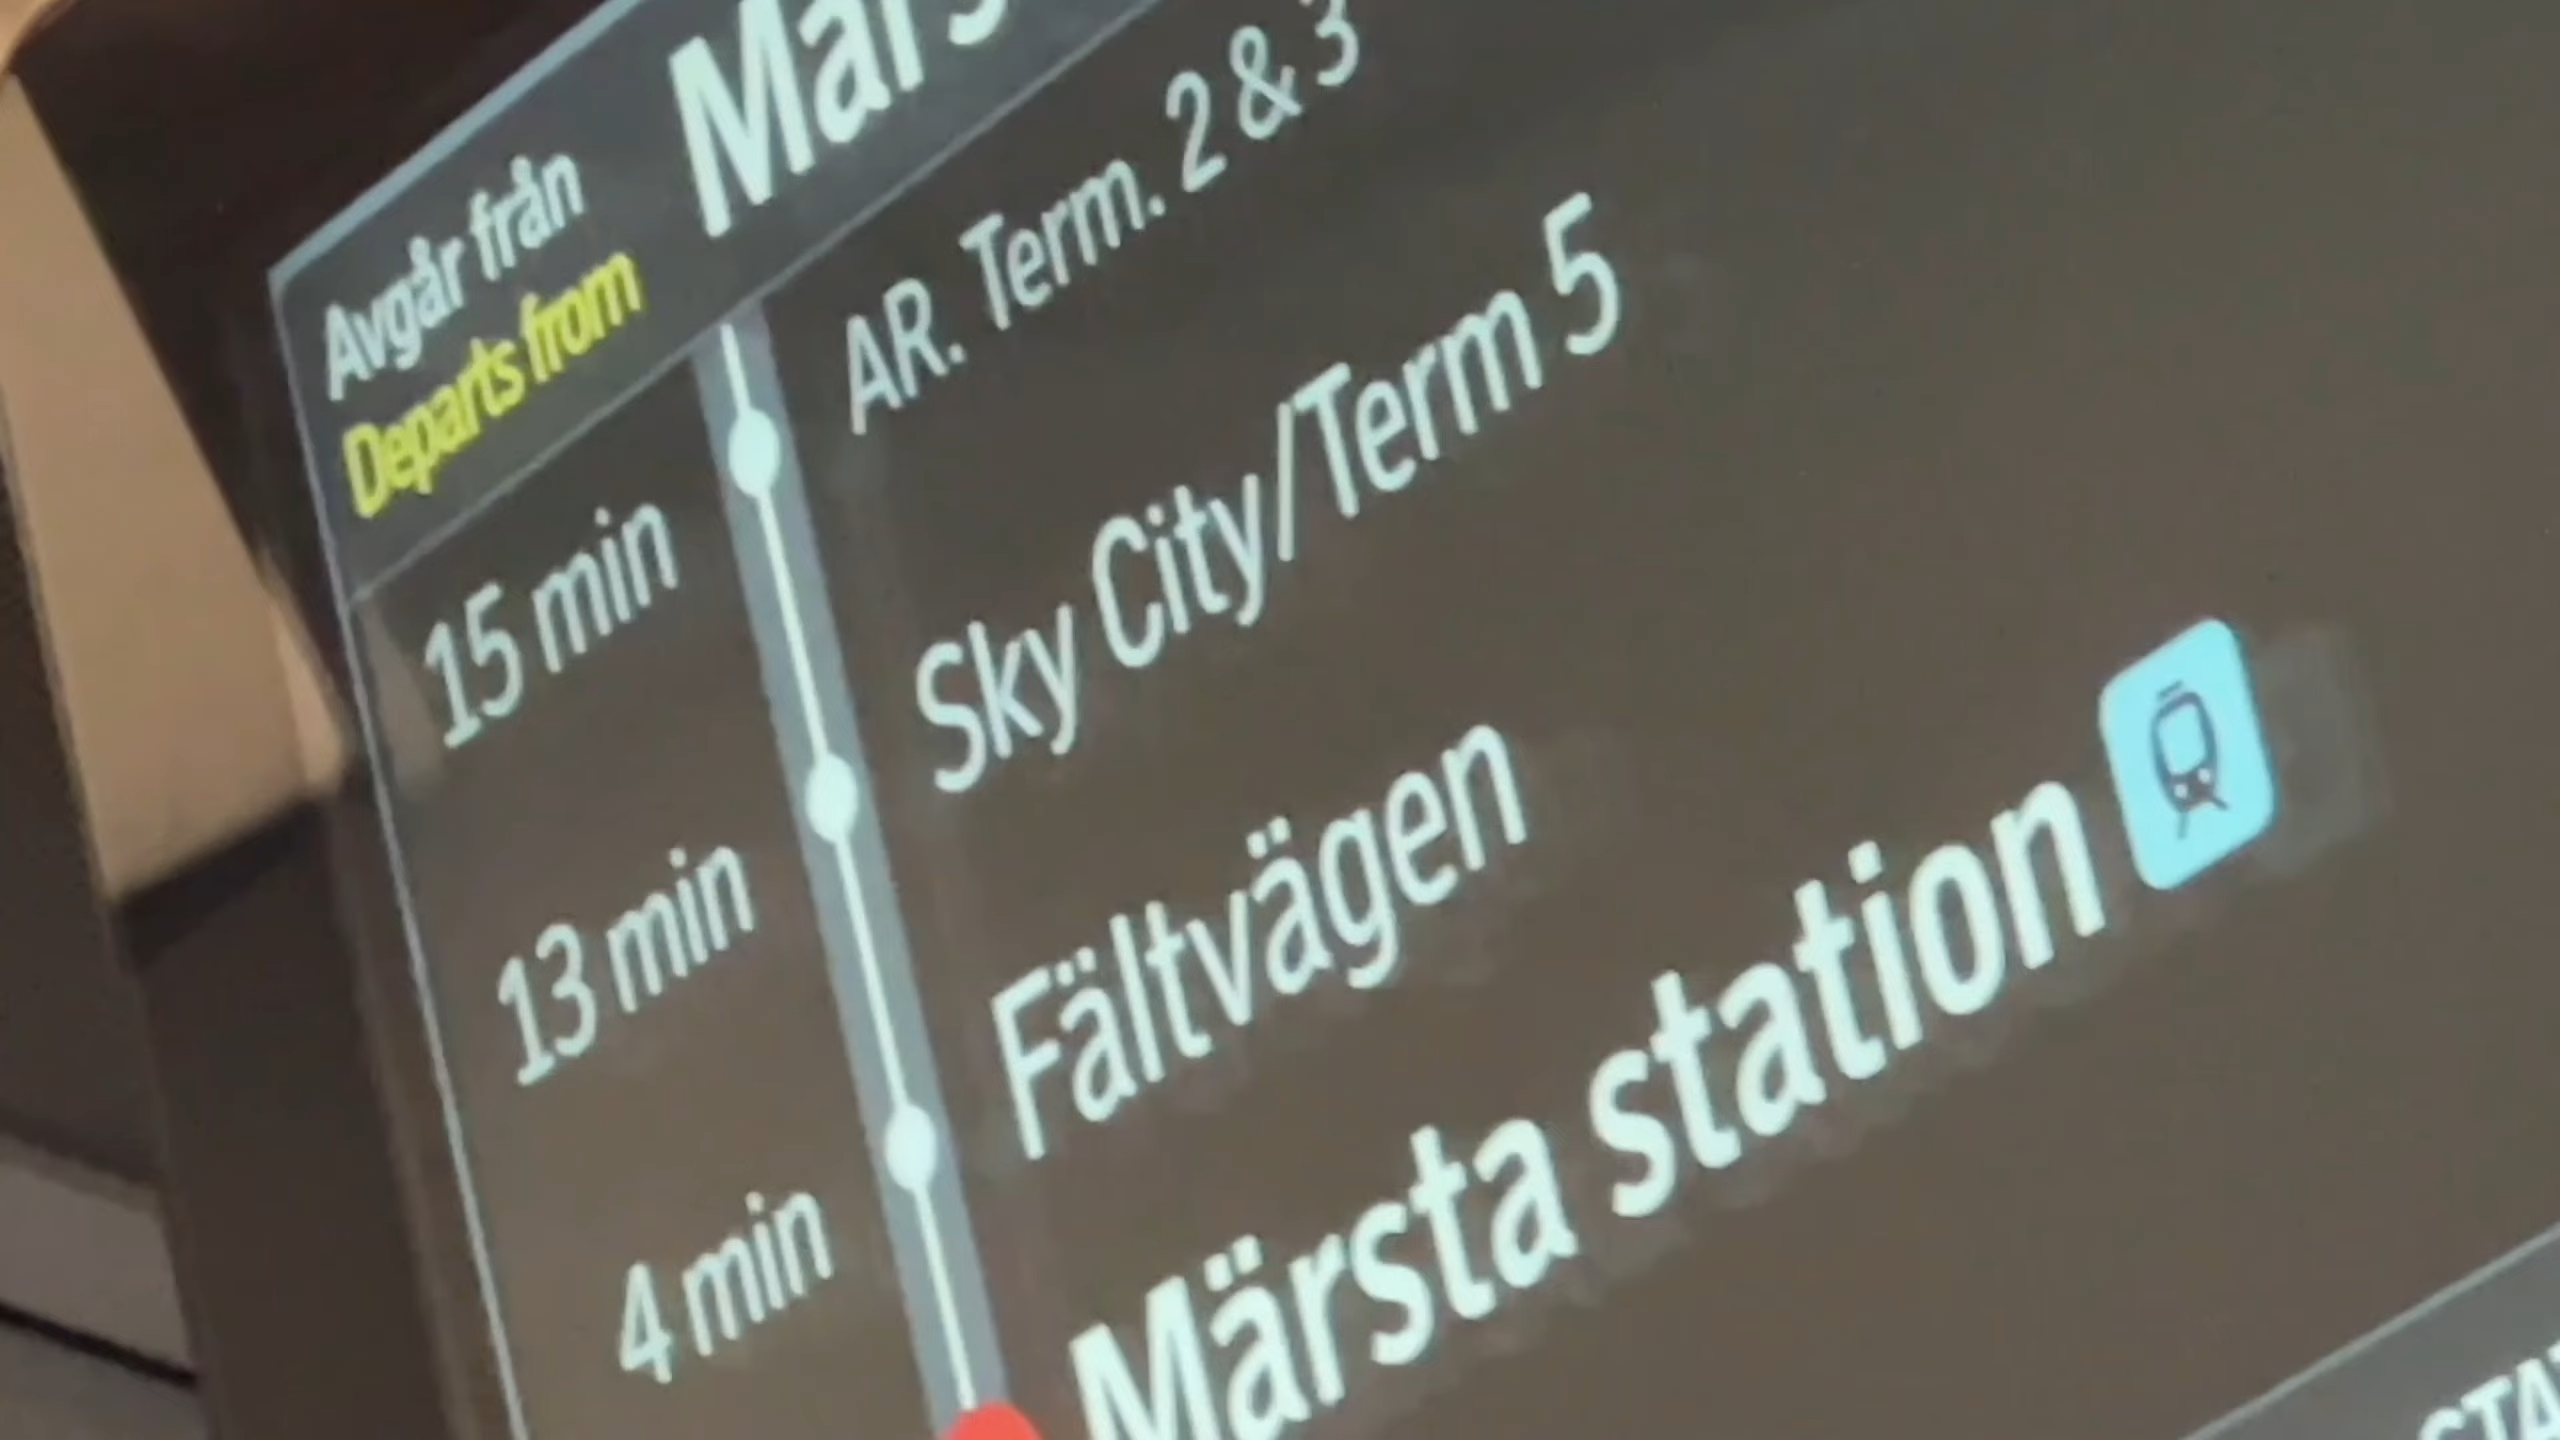 Avgår från
Departs from
15 min AR. Term. 2 & 3
13 min Sky City/Term 5
4 min Fältvägen
Märsta station